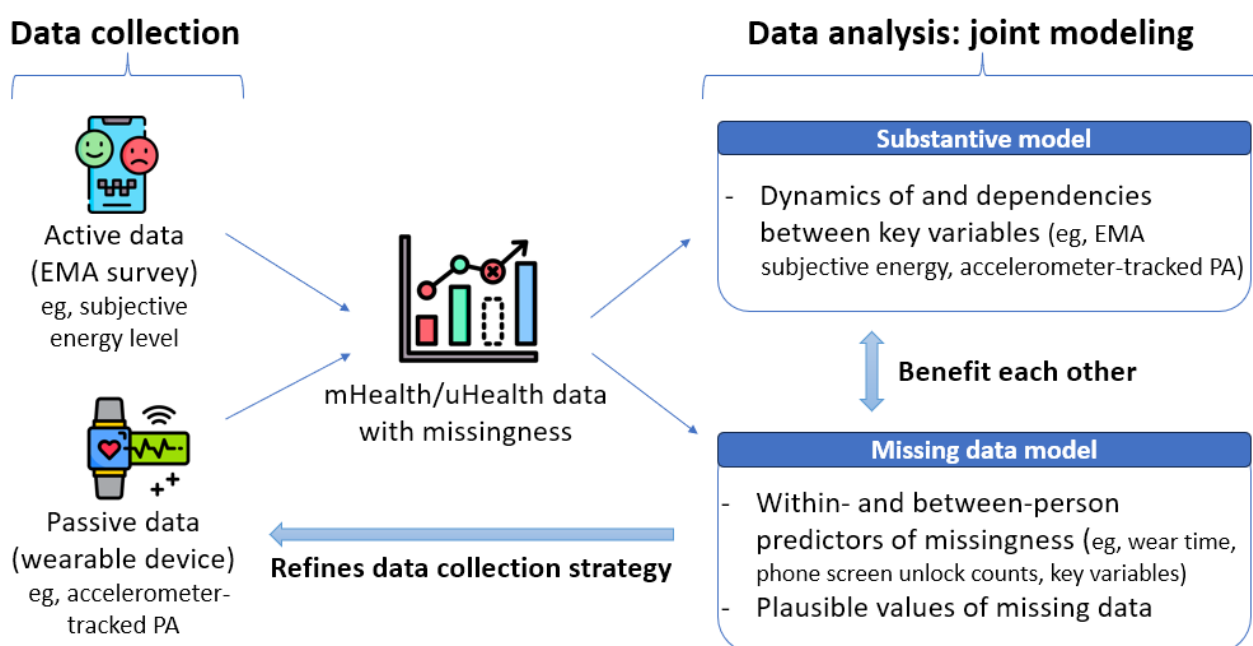 Data collection
Data analysis: joint modeling
Active data
(EMA survey)
eg, subjective
energy level
Passive data
(wearable device)
eg, accelerometer-
tracked PA
mHealth/uHealth data
with missingness
Substantive model
- Dynamics of and dependencies
between key variables (eg, EMA
subjective energy, accelerometer-tracked PA)
Benefit each other
Missing data model
- Within- and between-person
predictors of missingness (eg, wear time,
phone screen unlock counts, key variables)
- Plausible values of missing data
Refines data collection strategy